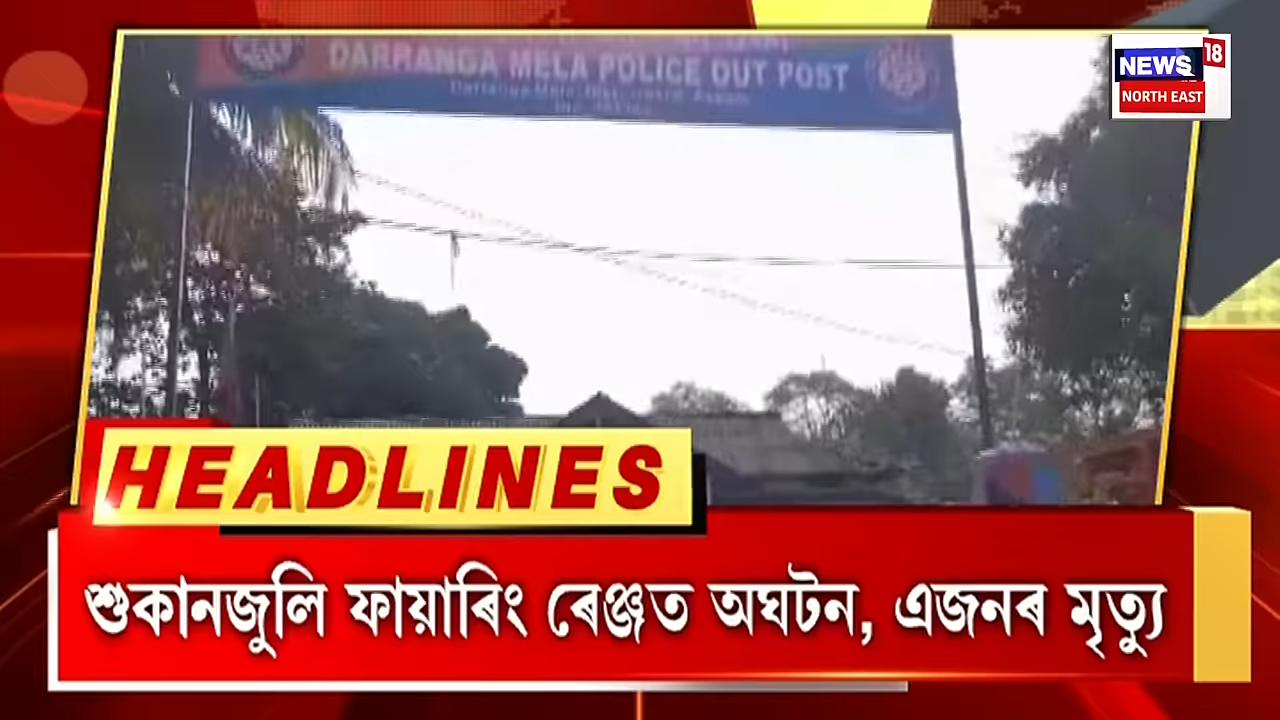 DARRANGA MELA POLICE OUT POST
NEWS 18
NORTH EAST
HEADLINES
শুকানজুলি ফায়াৰিং ৰেঞ্জত অঘটন, এজনৰ মৃত্যু